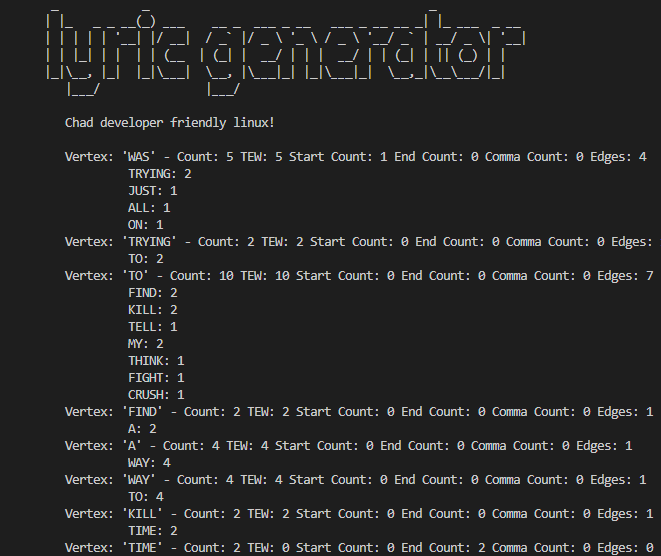 lyric generator
Chad developer friendly linux!
Vertex: 'WAS' - Count: 5 TEW: 5 Start Count: 1 End Count: 0 Comma Count: 0 Edges: 4
TRYING: 2
JUST: 1
ALL: 1
ON: 1
Vertex: 'TRYING' - Count: 2 TEW: 2 Start Count: 0 End Count: 0 Comma Count: 0 Edges:
TO: 2
Vertex: 'TO' - Count: 10 TEW: 10 Start Count: 0 End Count: 0 Comma Count: 0 Edges: 7
FIND: 2
KILL: 2
TELL: 1
MY: 2
THINK: 1
FIGHT: 1
CRUSH: 1
Vertex: 'FIND' - Count: 2 TEW: 2 Start Count: 0 End Count: 0 Comma Count: 0 Edges: 1
A: 2
Vertex: 'A' - Count: 4 TEW: 4 Start Count: 0 End Count: 0 Comma Count: 0 Edges: 1
WAY: 4
Vertex: 'WAY' - Count: 4 TEW: 4 Start Count: 0 End Count: 0 Comma Count: 0 Edges: 1
TO: 4
Vertex: 'KILL' - Count: 2 TEW: 2 Start Count: 0 End Count: 0 Comma Count: 0 Edges: 1
TIME: 2
Vertex: 'TIME' - Count: 2 TEW: 0 Start Count: 0 End Count: 2 Comma Count: 0 Edges: 0